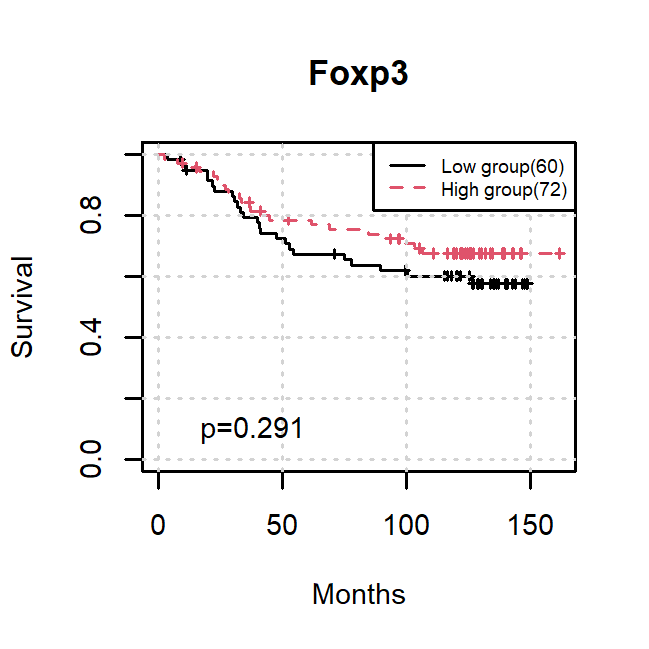 Foxp3
Low group(60)
High group(72)
Survival
0.8
0.4
0.0
p=0.291
0 50 100 150
Months